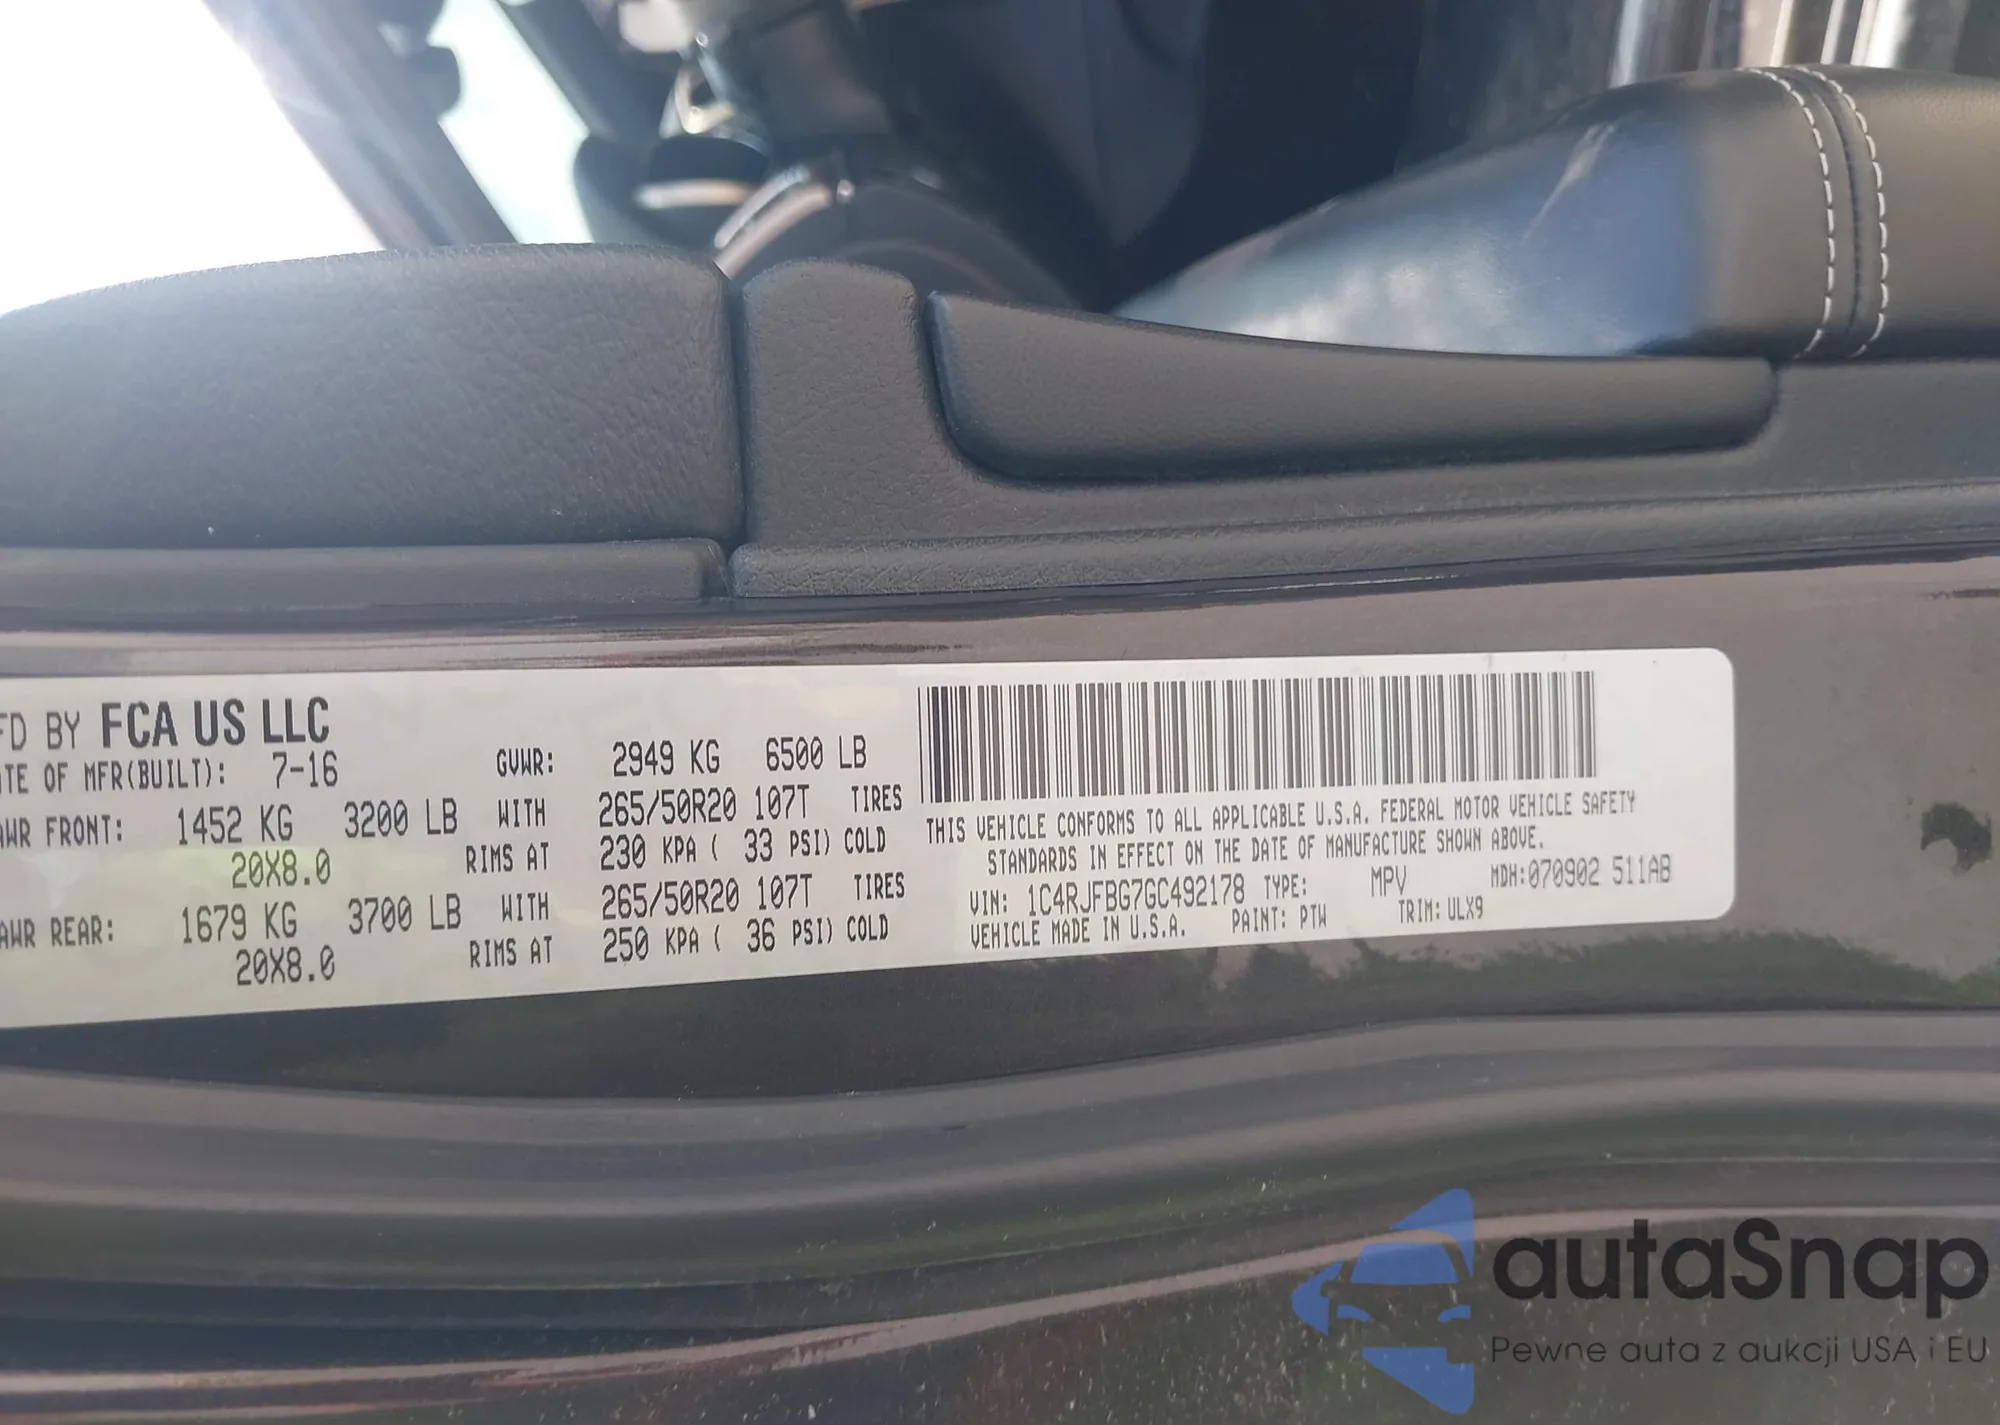 FD BY FCA US LLC
TE OF MFR(BUILT): 7-16
GVWR: 2949 KG 6500 LB
AWR FRONT: 1452 KG 3200 LB WITH 265/50R20 107T TIRES
20X8.0 RIMS AT 230 KPA ( 33 PSI) COLD
AWR REAR: 1679 KG 3700 LB WITH 265/50R20 107T TIRES
20X8.0 RIMS AT 250 KPA ( 36 PSI) COLD
THIS VEHICLE CONFORMS TO ALL APPLICABLE U.S.A. FEDERAL MOTOR VEHICLE SAFETY
STANDARDS IN EFFECT ON THE DATE OF MANUFACTURE SHOWN ABOVE.
VIN: 1C4RJFBG7GC492178 TYPE: MPV MDH:070902 511AB
VEHICLE MADE IN U.S.A. PAINT: PTW TRIM: ULX9
autaSnap
Pewne auta z aukcji USA i EU